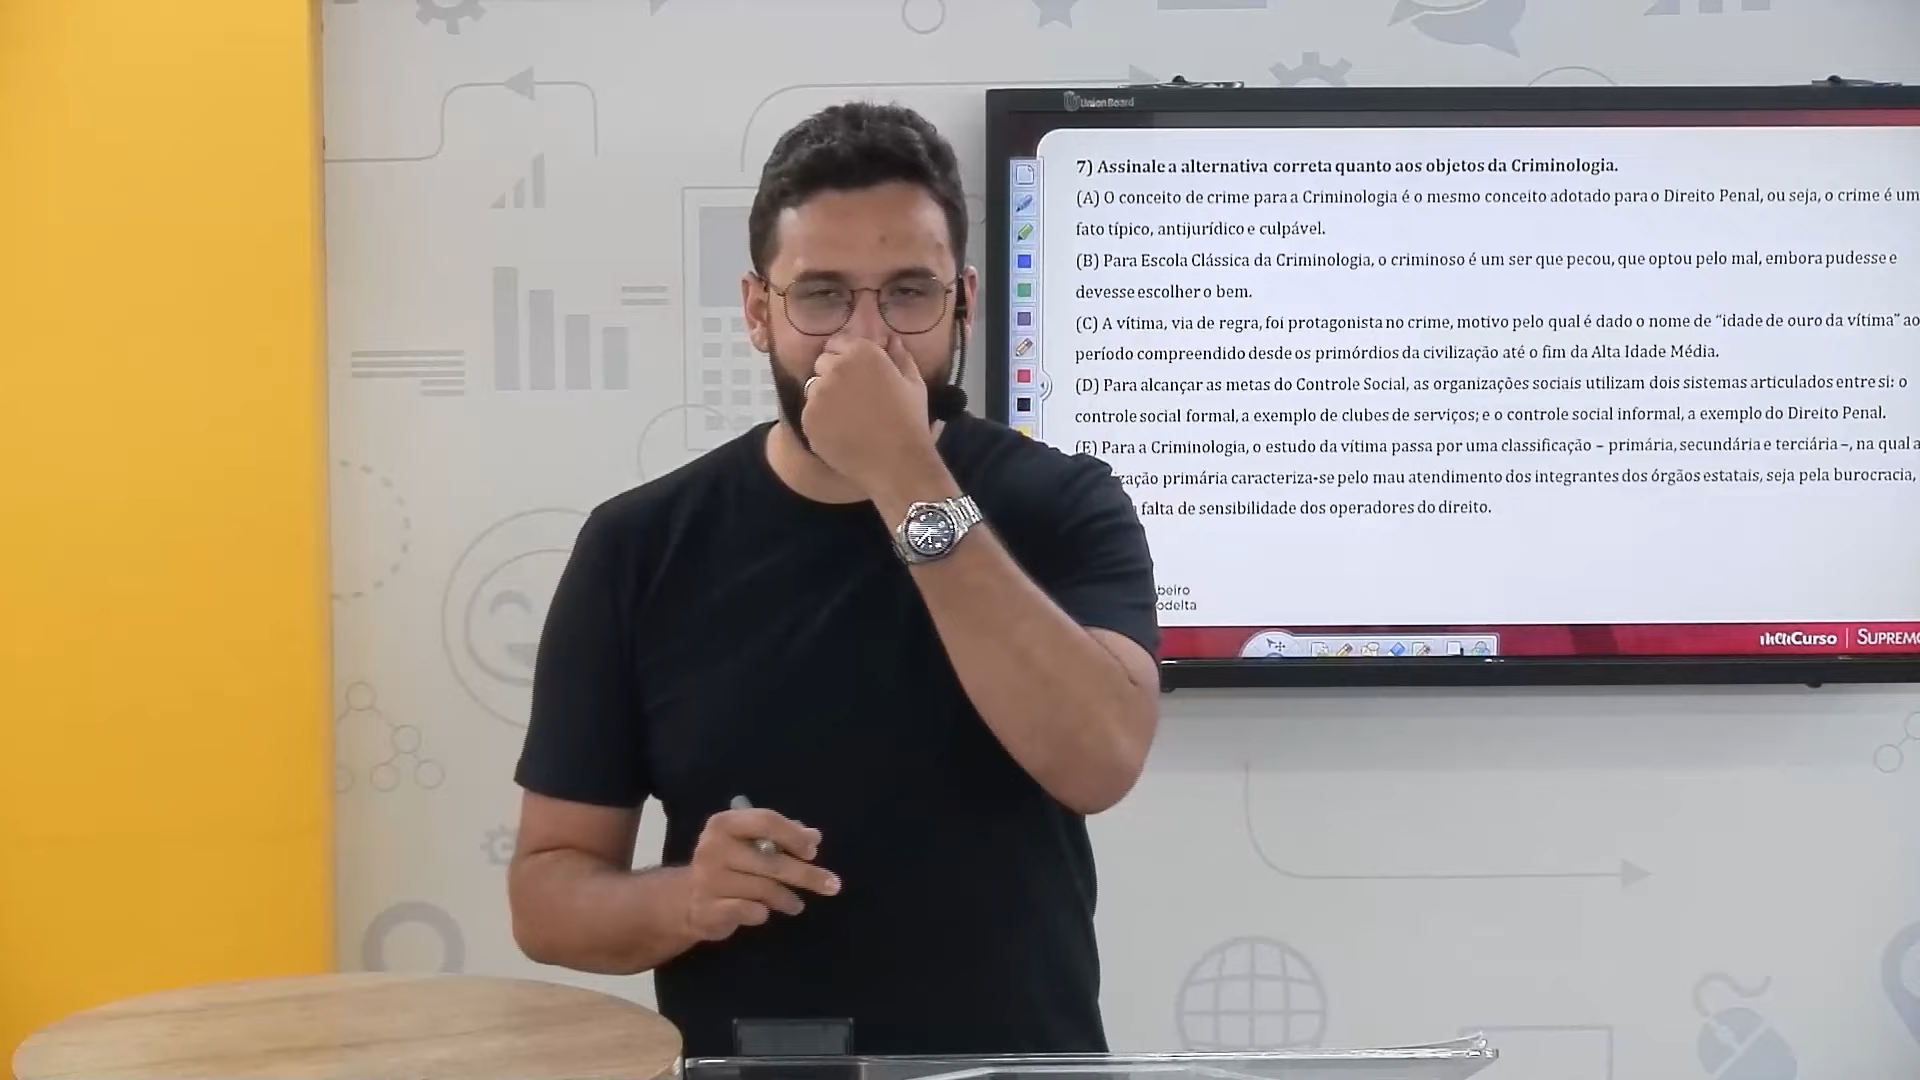 UnionBoard
7) Assinale a alternativa correta quanto aos objetos da Criminologia.
(A) O conceito de crime para a Criminologia é o mesmo conceito adotado para o Direito Penal, ou seja, o crime é um
fato típico, antijurídico e culpável.
(B) Para Escola Clássica da Criminologia, o criminoso é um ser que pecou, que optou pelo mal, embora pudesse e
devesse escolher o bem.
(C) A vítima, via de regra, foi protagonista no crime, motivo pelo qual é dado o nome de “idade de ouro da vítima” ao
período compreendido desde os primórdios da civilização até o fim da Alta Idade Média.
(D) Para alcançar as metas do Controle Social, as organizações sociais utilizam dois sistemas articulados entre si: o
controle social formal, a exemplo de clubes de serviços; e o controle social informal, a exemplo do Direito Penal.
(E) Para a Criminologia, o estudo da vítima passa por uma classificação – primária, secundária e terciária –, na qual a
zação primária caracteriza-se pelo mau atendimento dos integrantes dos órgãos estatais, seja pela burocracia,
falta de sensibilidade dos operadores do direito.
beiro
odelta
Curso | SUPREMO